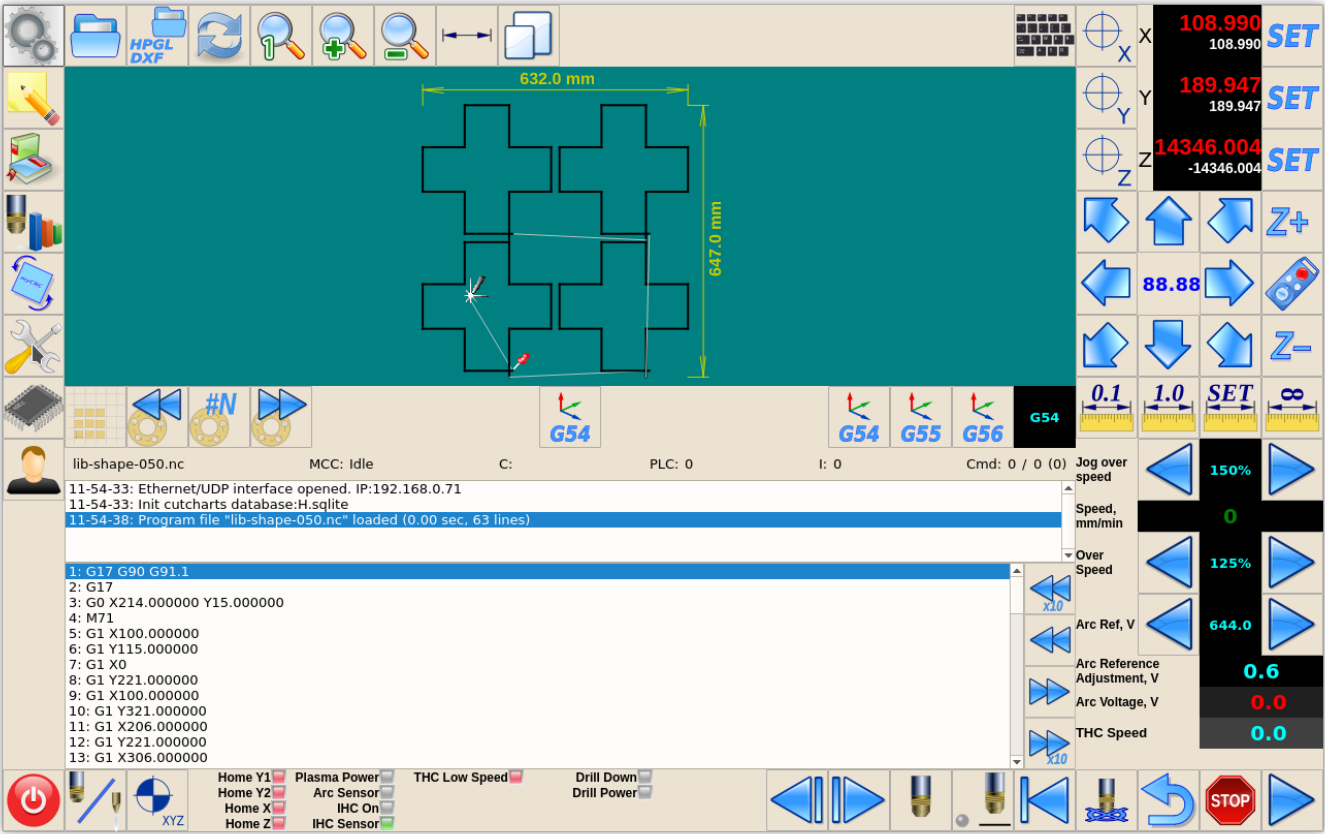 HPGL
DXF
1
X
X
108.990
108.990
SET
Y
Y
189.947
189.947
SET
Z
Z
14346.004
-14346.004
SET
632.0 mm
647.0 mm
myCNC
Z+
88.88
Z−
#N
G54
G54
G55
G56
G54
0.1
1.0
SET
∞
lib-shape-050.nc
MCC: Idle
C:
PLC: 0
I: 0
Cmd: 0 / 0 (0)
11-54-33: Ethernet/UDP interface opened. IP:192.168.0.71
11-54-33: Init cutcharts database:H.sqlite
11-54-38: Program file "lib-shape-050.nc" loaded (0.00 sec, 63 lines)
1: G17 G90 G91.1
2: G17
3: G0 X214.000000 Y15.000000
4: M71
5: G1 X100.000000
6: G1 Y115.000000
7: G1 X0
8: G1 Y221.000000
9: G1 X100.000000
10: G1 Y321.000000
11: G1 X206.000000
12: G1 Y221.000000
13: G1 X306.000000
x10
x10
Jog over
speed
150%
Speed,
mm/min
0
Over
Speed
125%
Arc Ref, V
644.0
Arc Reference
Adjustment, V
0.6
Arc Voltage, V
0.0
THC Speed
0.0
XYZ
Home Y1
Home Y2
Home X
Home Z
Plasma Power
Arc Sensor
IHC On
IHC Sensor
THC Low Speed
Drill Down
Drill Power
STOP